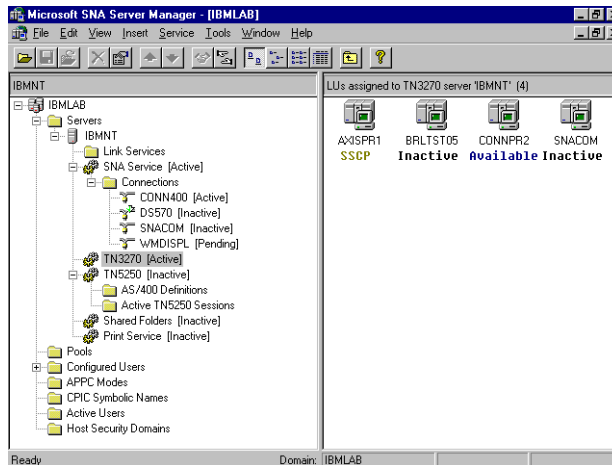 Microsoft SNA Server Manager - [IBMLAB]
File Edit View Insert Service Tools Window Help
IBMNT
LUs assigned to TN3270 server 'IBMNT' (4)
IBMLAB
Servers
IBMNT
Link Services
SNA Service [Active]
Connections
CONN400 [Active]
DS570 [Inactive]
SNACOM [Inactive]
WMDISPL [Pending]
TN3270 [Active]
TN5250 [Inactive]
AS/400 Definitions
Active TN5250 Sessions
Shared Folders [Inactive]
Print Service [Inactive]
Pools
Configured Users
APPC Modes
CPIC Symbolic Names
Active Users
Host Security Domains
AXISPR1 BRLTST05 CONNPR2 SNACOM
SSCP Inactive Available Inactive
Ready Domain: IBMLAB